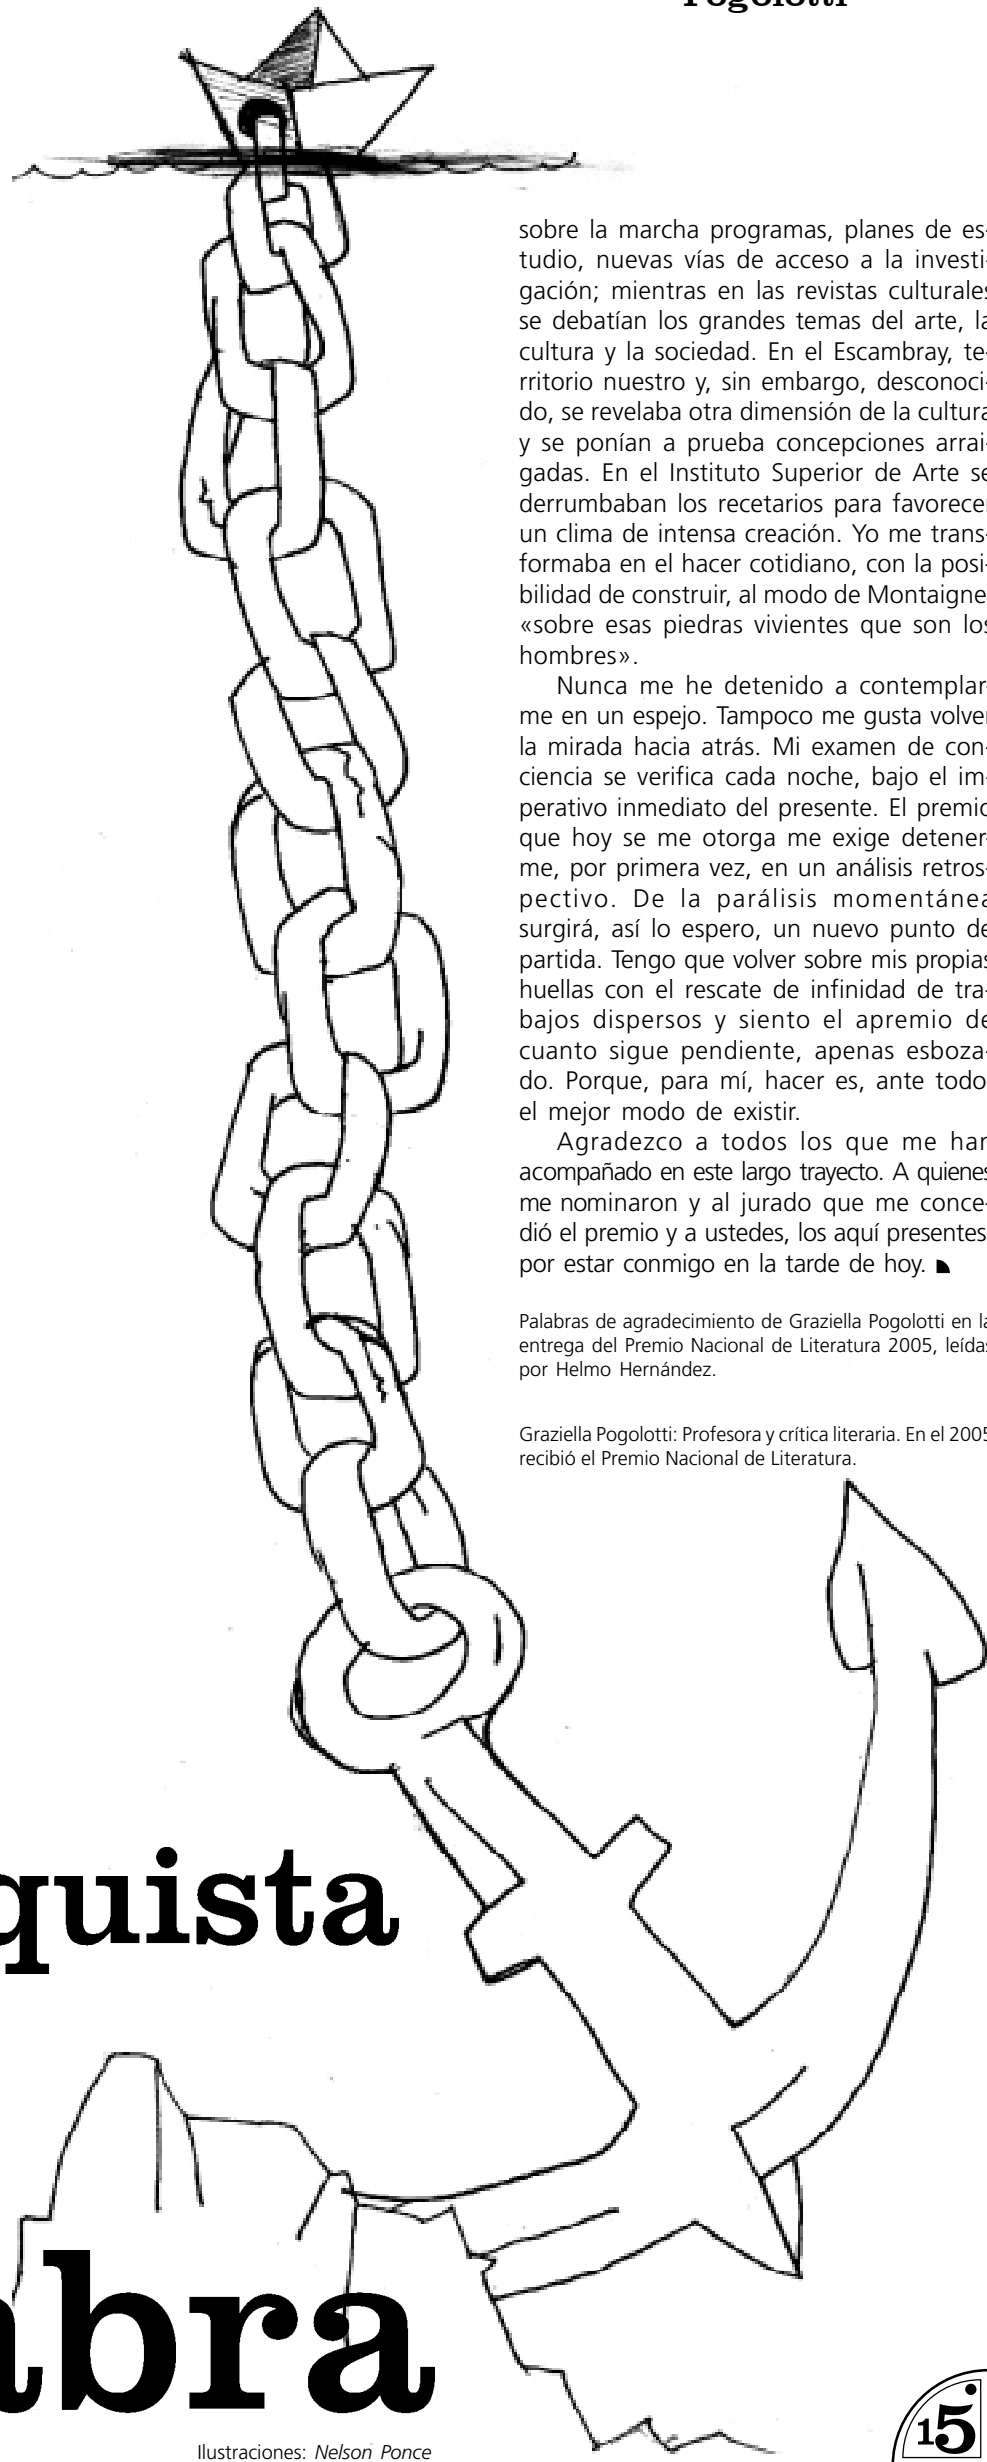 Pogolotti
sobre la marcha programas, planes de es-
tudio, nuevas vías de acceso a la investi-
gación; mientras en las revistas culturales
se debatían los grandes temas del arte, la
cultura y la sociedad. En el Escambray, te-
rritorio nuestro y, sin embargo, desconoci-
do, se revelaba otra dimensión de la cultura
y se ponían a prueba concepciones arrai-
gadas. En el Instituto Superior de Arte se
derrumbaban los recetarios para favorecer
un clima de intensa creación. Yo me trans-
formaba en el hacer cotidiano, con la posi-
bilidad de construir, al modo de Montaigne
«sobre esas piedras vivientes que son los
hombres».
Nunca me he detenido a contemplar-
me en un espejo. Tampoco me gusta volver
la mirada hacia atrás. Mi examen de con-
ciencia se verifica cada noche, bajo el im-
perativo inmediato del presente. El premio
que hoy se me otorga me exige detener-
me, por primera vez, en un análisis retros-
pectivo. De la parálisis momentánea
surgirá, así lo espero, un nuevo punto de
partida. Tengo que volver sobre mis propias
huellas con el rescate de infinidad de tra-
bajos dispersos y siento el apremio de
cuanto sigue pendiente, apenas esboza-
do. Porque, para mí, hacer es, ante todo
el mejor modo de existir.
Agradezco a todos los que me han
acompañado en este largo trayecto. A quienes
me nominaron y al jurado que me conce-
dió el premio y a ustedes, los aquí presentes
por estar conmigo en la tarde de hoy.
Palabras de agradecimiento de Graziella Pogolotti en la
entrega del Premio Nacional de Literatura 2005, leídas
por Helmo Hernández.
Graziella Pogolotti: Profesora y crítica literaria. En el 2005
recibió el Premio Nacional de Literatura.
quista
abra
Ilustraciones: Nelson Ponce
15